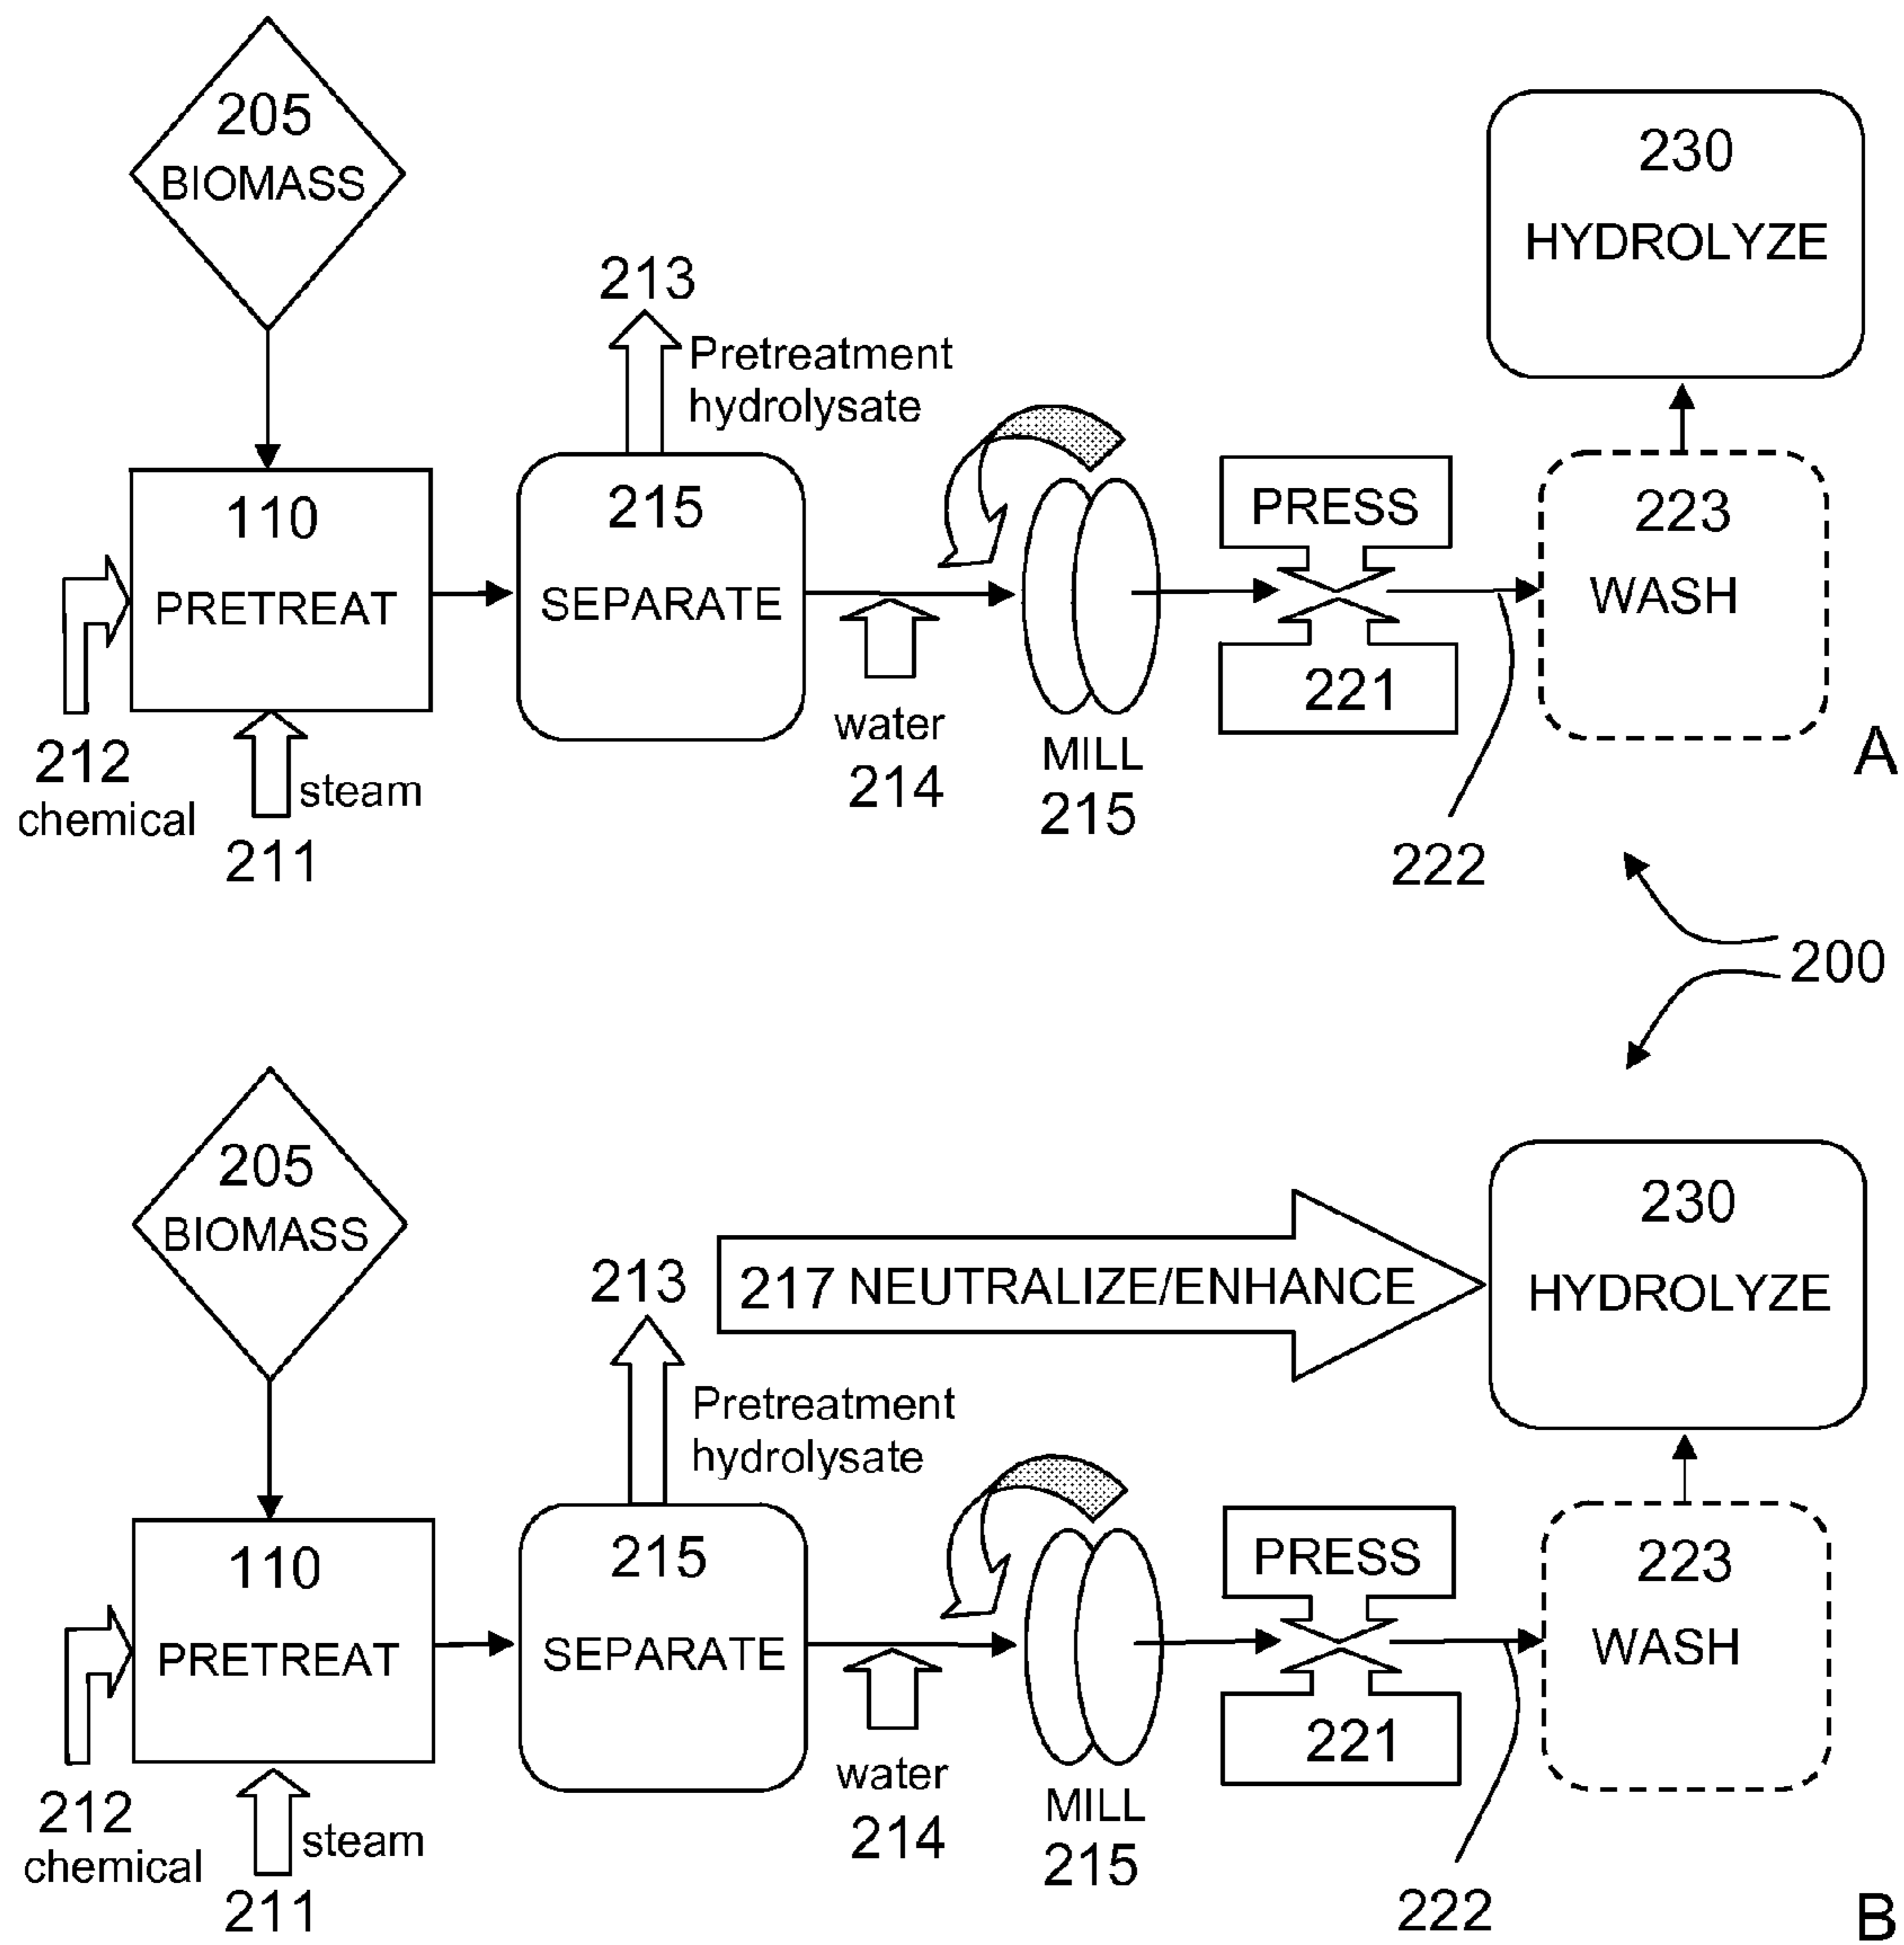 205
BIOMASS
230
HYDROLYZE
213
Pretreatment
hydrolysate
110
PRETREAT
215
SEPARATE
PRESS
221
223
WASH
212
chemical
steam
211
water
214
MILL
215
222
A
200
205
BIOMASS
230
HYDROLYZE
213
217 NEUTRALIZE/ENHANCE
Pretreatment
hydrolysate
110
PRETREAT
215
SEPARATE
PRESS
221
223
WASH
212
chemical
steam
211
water
214
MILL
215
222
B